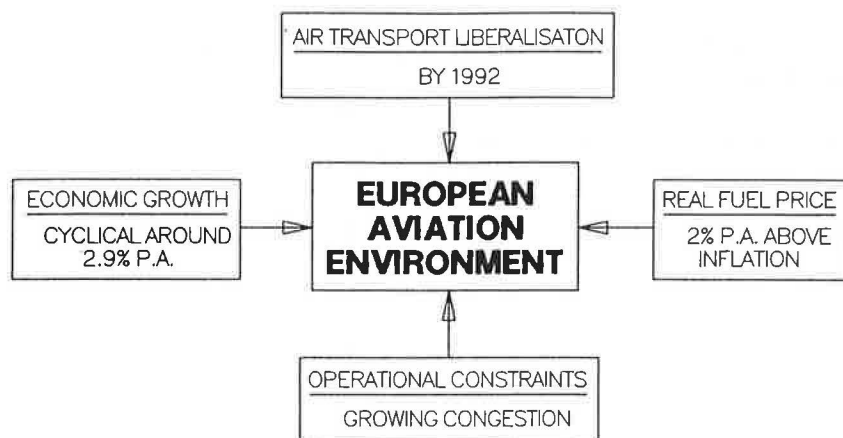 AIR TRANSPORT LIBERALISATON
BY 1992
ECONOMIC GROWTH
CYCLICAL AROUND
2.9% P.A.
EUROPEAN
AVIATION
ENVIRONMENT
REAL FUEL PRICE
2% P.A. ABOVE
INFLATION
OPERATIONAL CONSTRAINTS
GROWING CONGESTION